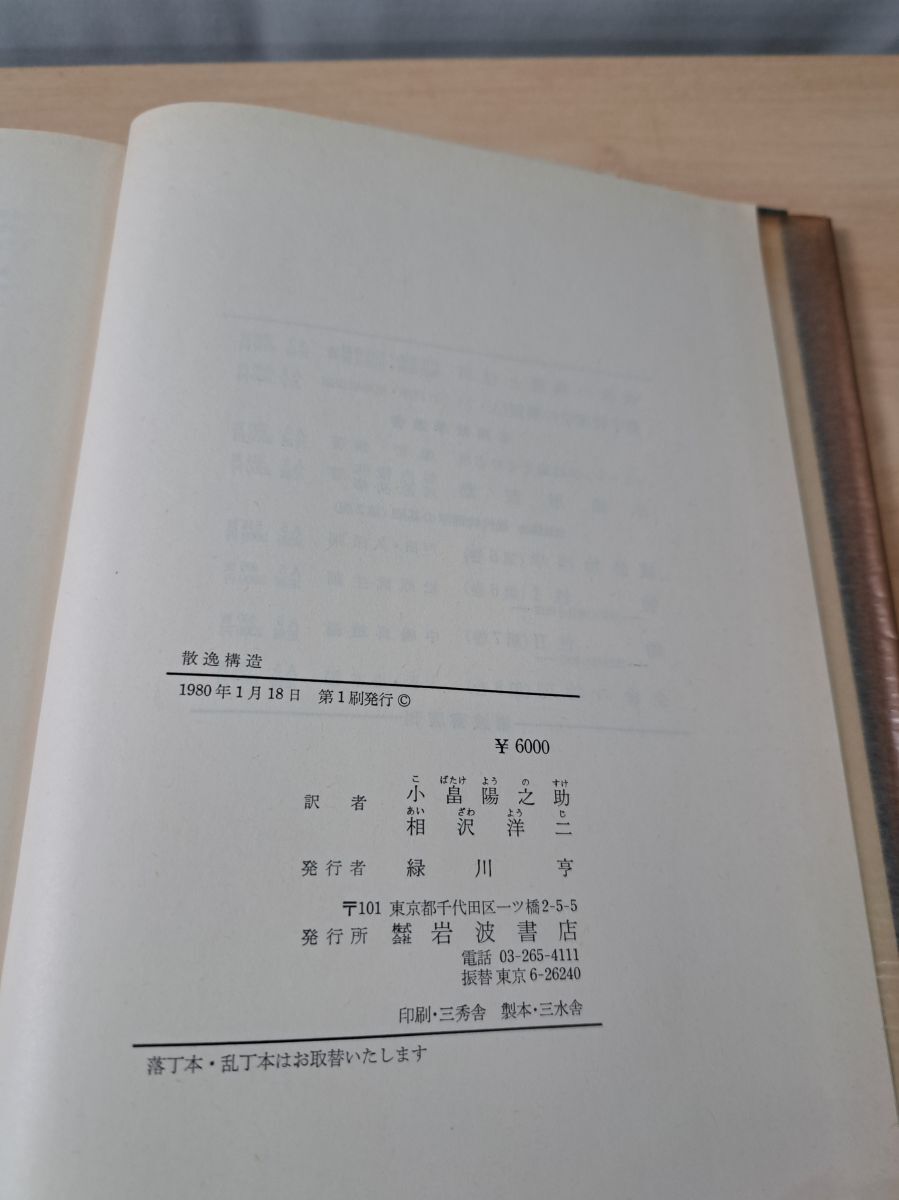 散逸構造
1980年1月18日 第1刷発行©
¥6000
こ ばたけ よう の すけ
訳者 小畠陽之助
あい ざわ よう じ
相沢洋二
発行者 緑川亨
〒101 東京都千代田区一ツ橋2-5-5
発行所 株式会社 岩波書店
電話 03-265-4111
振替 東京 6-26240
印刷・三秀舎 製本・三水舎
落丁本・乱丁本はお取替いたします